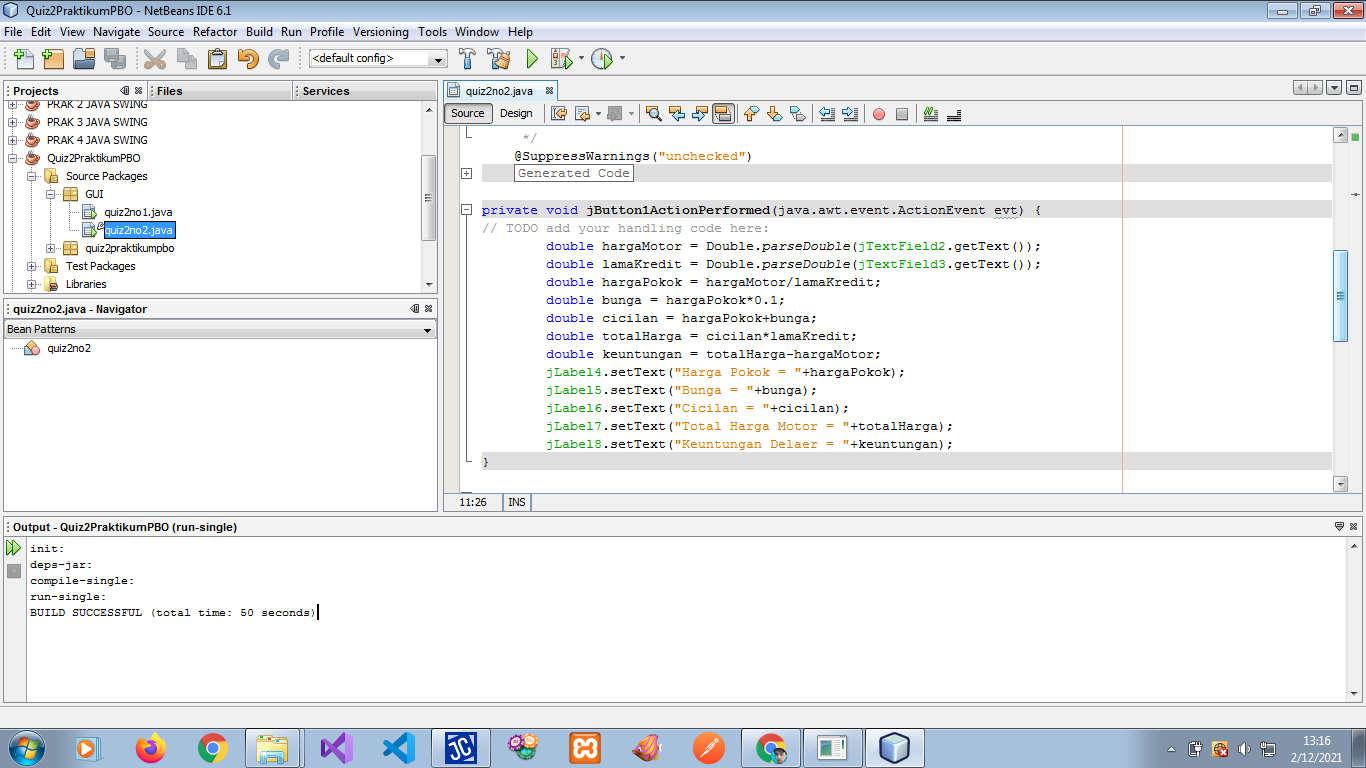 Quiz2PraktikumPBO - NetBeans IDE 6.1
File Edit View Navigate Source Refactor Build Run Profile Versioning Tools Window Help
<default config>
Projects Files Services
PRAK 2 JAVA SWING
PRAK 3 JAVA SWING
PRAK 4 JAVA SWING
Quiz2PraktikumPBO
Source Packages
GUI
quiz2no1.java
quiz2no2.java
quiz2praktikumpbo
Test Packages
Libraries
quiz2no2.java - Navigator
Bean Patterns
quiz2no2
quiz2no2.java
Source Design
*/
@SuppressWarnings("unchecked")
Generated Code
private void jButton1ActionPerformed(java.awt.event.ActionEvent evt) {
// TODO add your handling code here:
double hargaMotor = Double.parseDouble(jTextField2.getText());
double lamaKredit = Double.parseDouble(jTextField3.getText());
double hargaPokok = hargaMotor/lamaKredit;
double bunga = hargaPokok*0.1;
double cicilan = hargaPokok+bunga;
double totalHarga = cicilan*lamaKredit;
double keuntungan = totalHarga-hargaMotor;
jLabel4.setText("Harga Pokok = "+hargaPokok);
jLabel5.setText("Bunga = "+bunga);
jLabel6.setText("Cicilan = "+cicilan);
jLabel7.setText("Total Harga Motor = "+totalHarga);
jLabel8.setText("Keuntungan Delaer = "+keuntungan);
}
11:26 INS
Output - Quiz2PraktikumPBO (run-single)
init:
deps-jar:
compile-single:
run-single:
BUILD SUCCESSFUL (total time: 50 seconds)
JC
13:16
2/12/2021